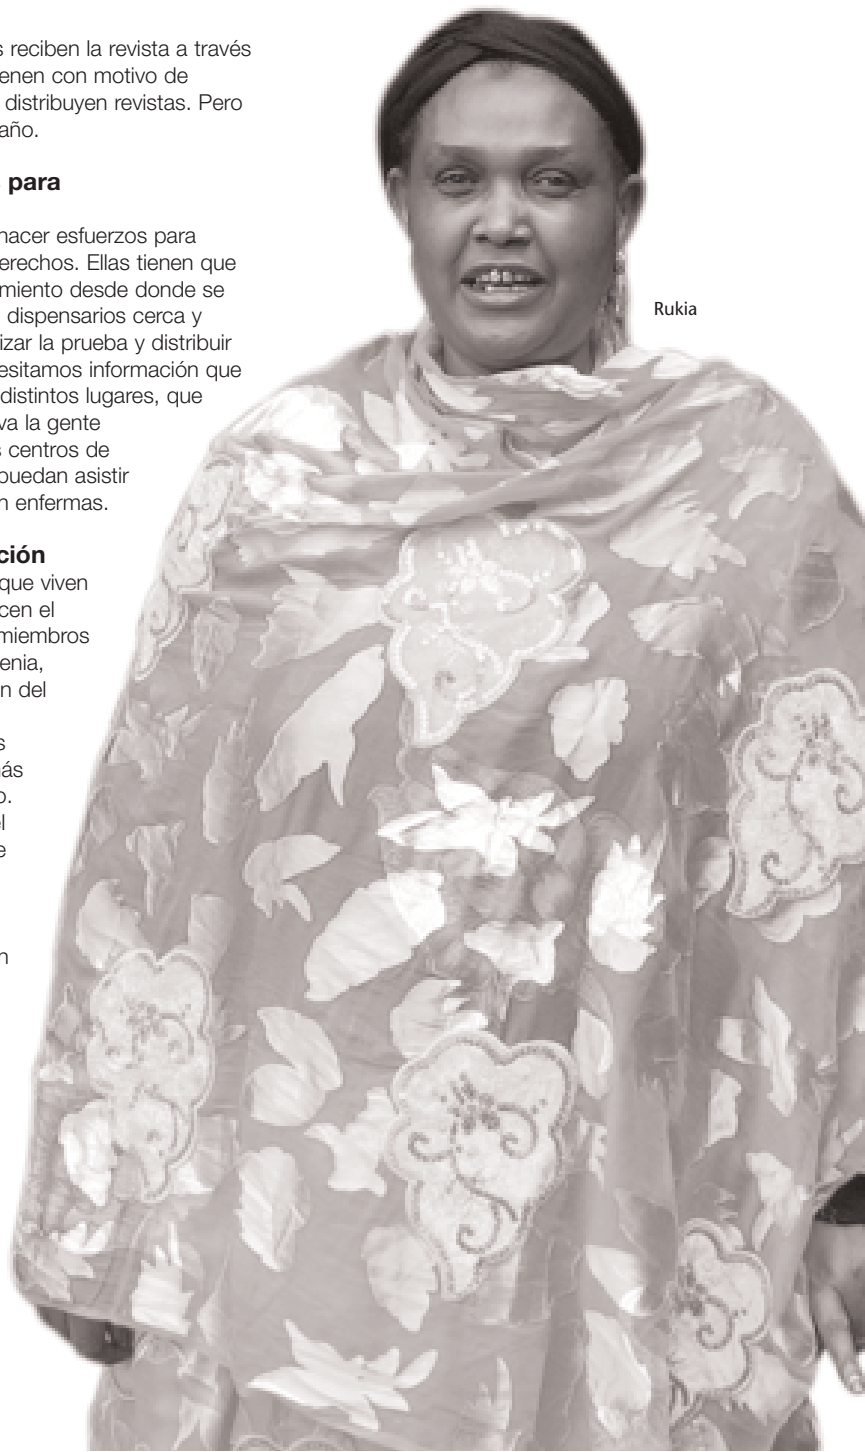 s reciben la revista a través
enen con motivo de
distribuyen revistas. Pero
año.
para
hacer esfuerzos para
erechos. Ellas tienen que
miento desde donde se
dispensarios cerca y
izar la prueba y distribuir
esitamos información que
distintos lugares, que
va la gente
s centros de
puedan asistir
n enfermas.
ción
que viven
cen el
miembros
enia,
n del
s
nás
o.
el
e
n
Rukia